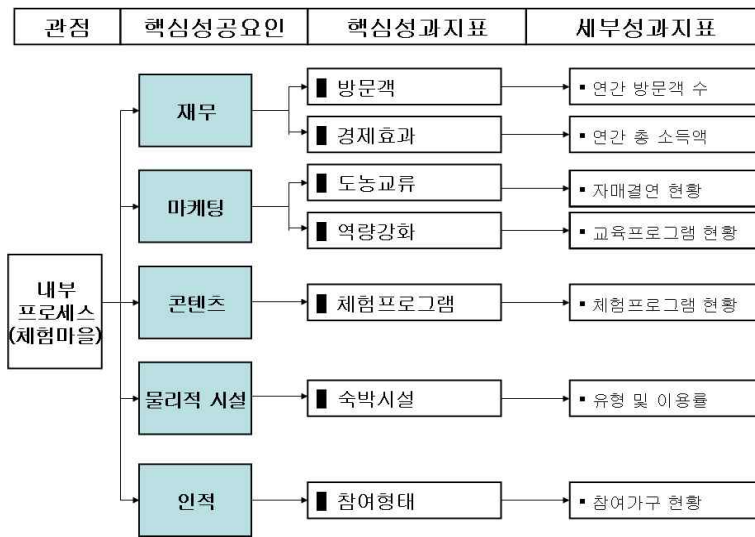 관점 핵심성공요인 핵심성과지표 세부성과지표
재무
■ 방문객
▪ 연간 방문객 수
■ 경제효과
▪ 연간 총 소득액
마케팅
■ 도농교류
▪ 자매결연 현황
■ 역량강화
▪ 교육프로그램 현황
내부
프로세스
(체험마을)
콘텐츠
■ 체험프로그램
▪ 체험프로그램 현황
물리적 시설
■ 숙박시설
▪ 유형 및 이용률
인적
■ 참여형태
▪ 참여가구 현황